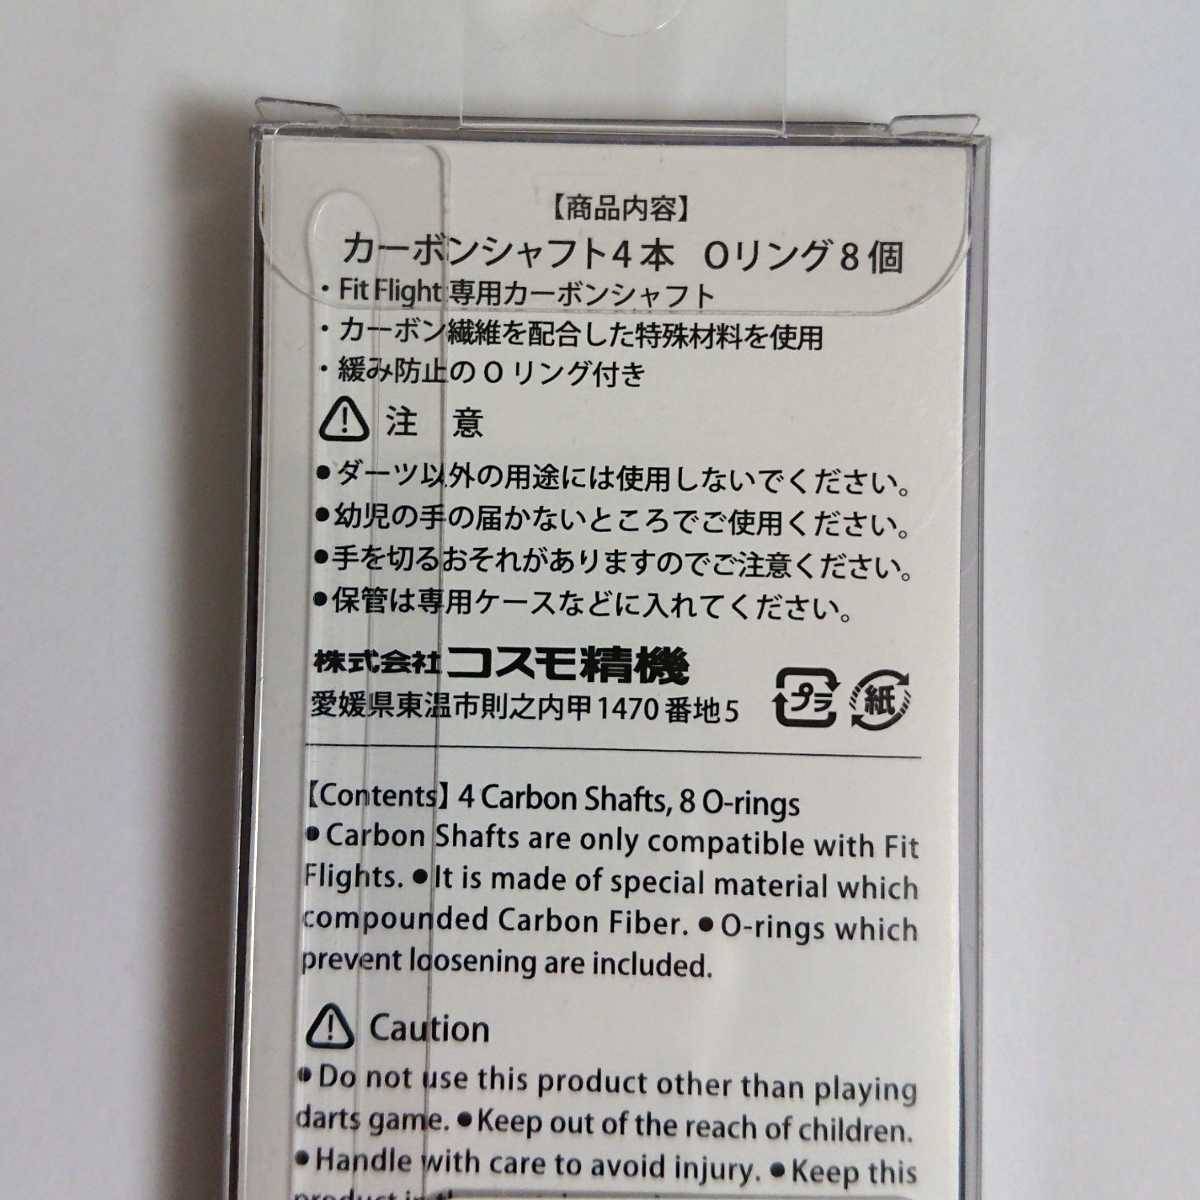 【商品内容】
カーボンシャフト4本 Oリング8個
・Fit Flight 専用カーボンシャフト
・カーボン繊維を配合した特殊材料を使用
・緩み防止のOリング付き
注 意
●ダーツ以外の用途には使用しないでください。
●幼児の手の届かないところでご使用ください。
●手を切るおそれがありますのでご注意ください。
●保管は専用ケースなどに入れてください。
株式会社コスモ精機
愛媛県東温市則之内甲1470番地5
プラ 紙
【Contents】4 Carbon Shafts, 8 O-rings
●Carbon Shafts are only compatible with Fit
Flights. ●It is made of special material which
compounded Carbon Fiber. ●O-rings which
prevent loosening are included.
Caution
●Do not use this product other than playing
darts game. ●Keep out of the reach of children.
●Handle with care to avoid injury. ●Keep this
product in